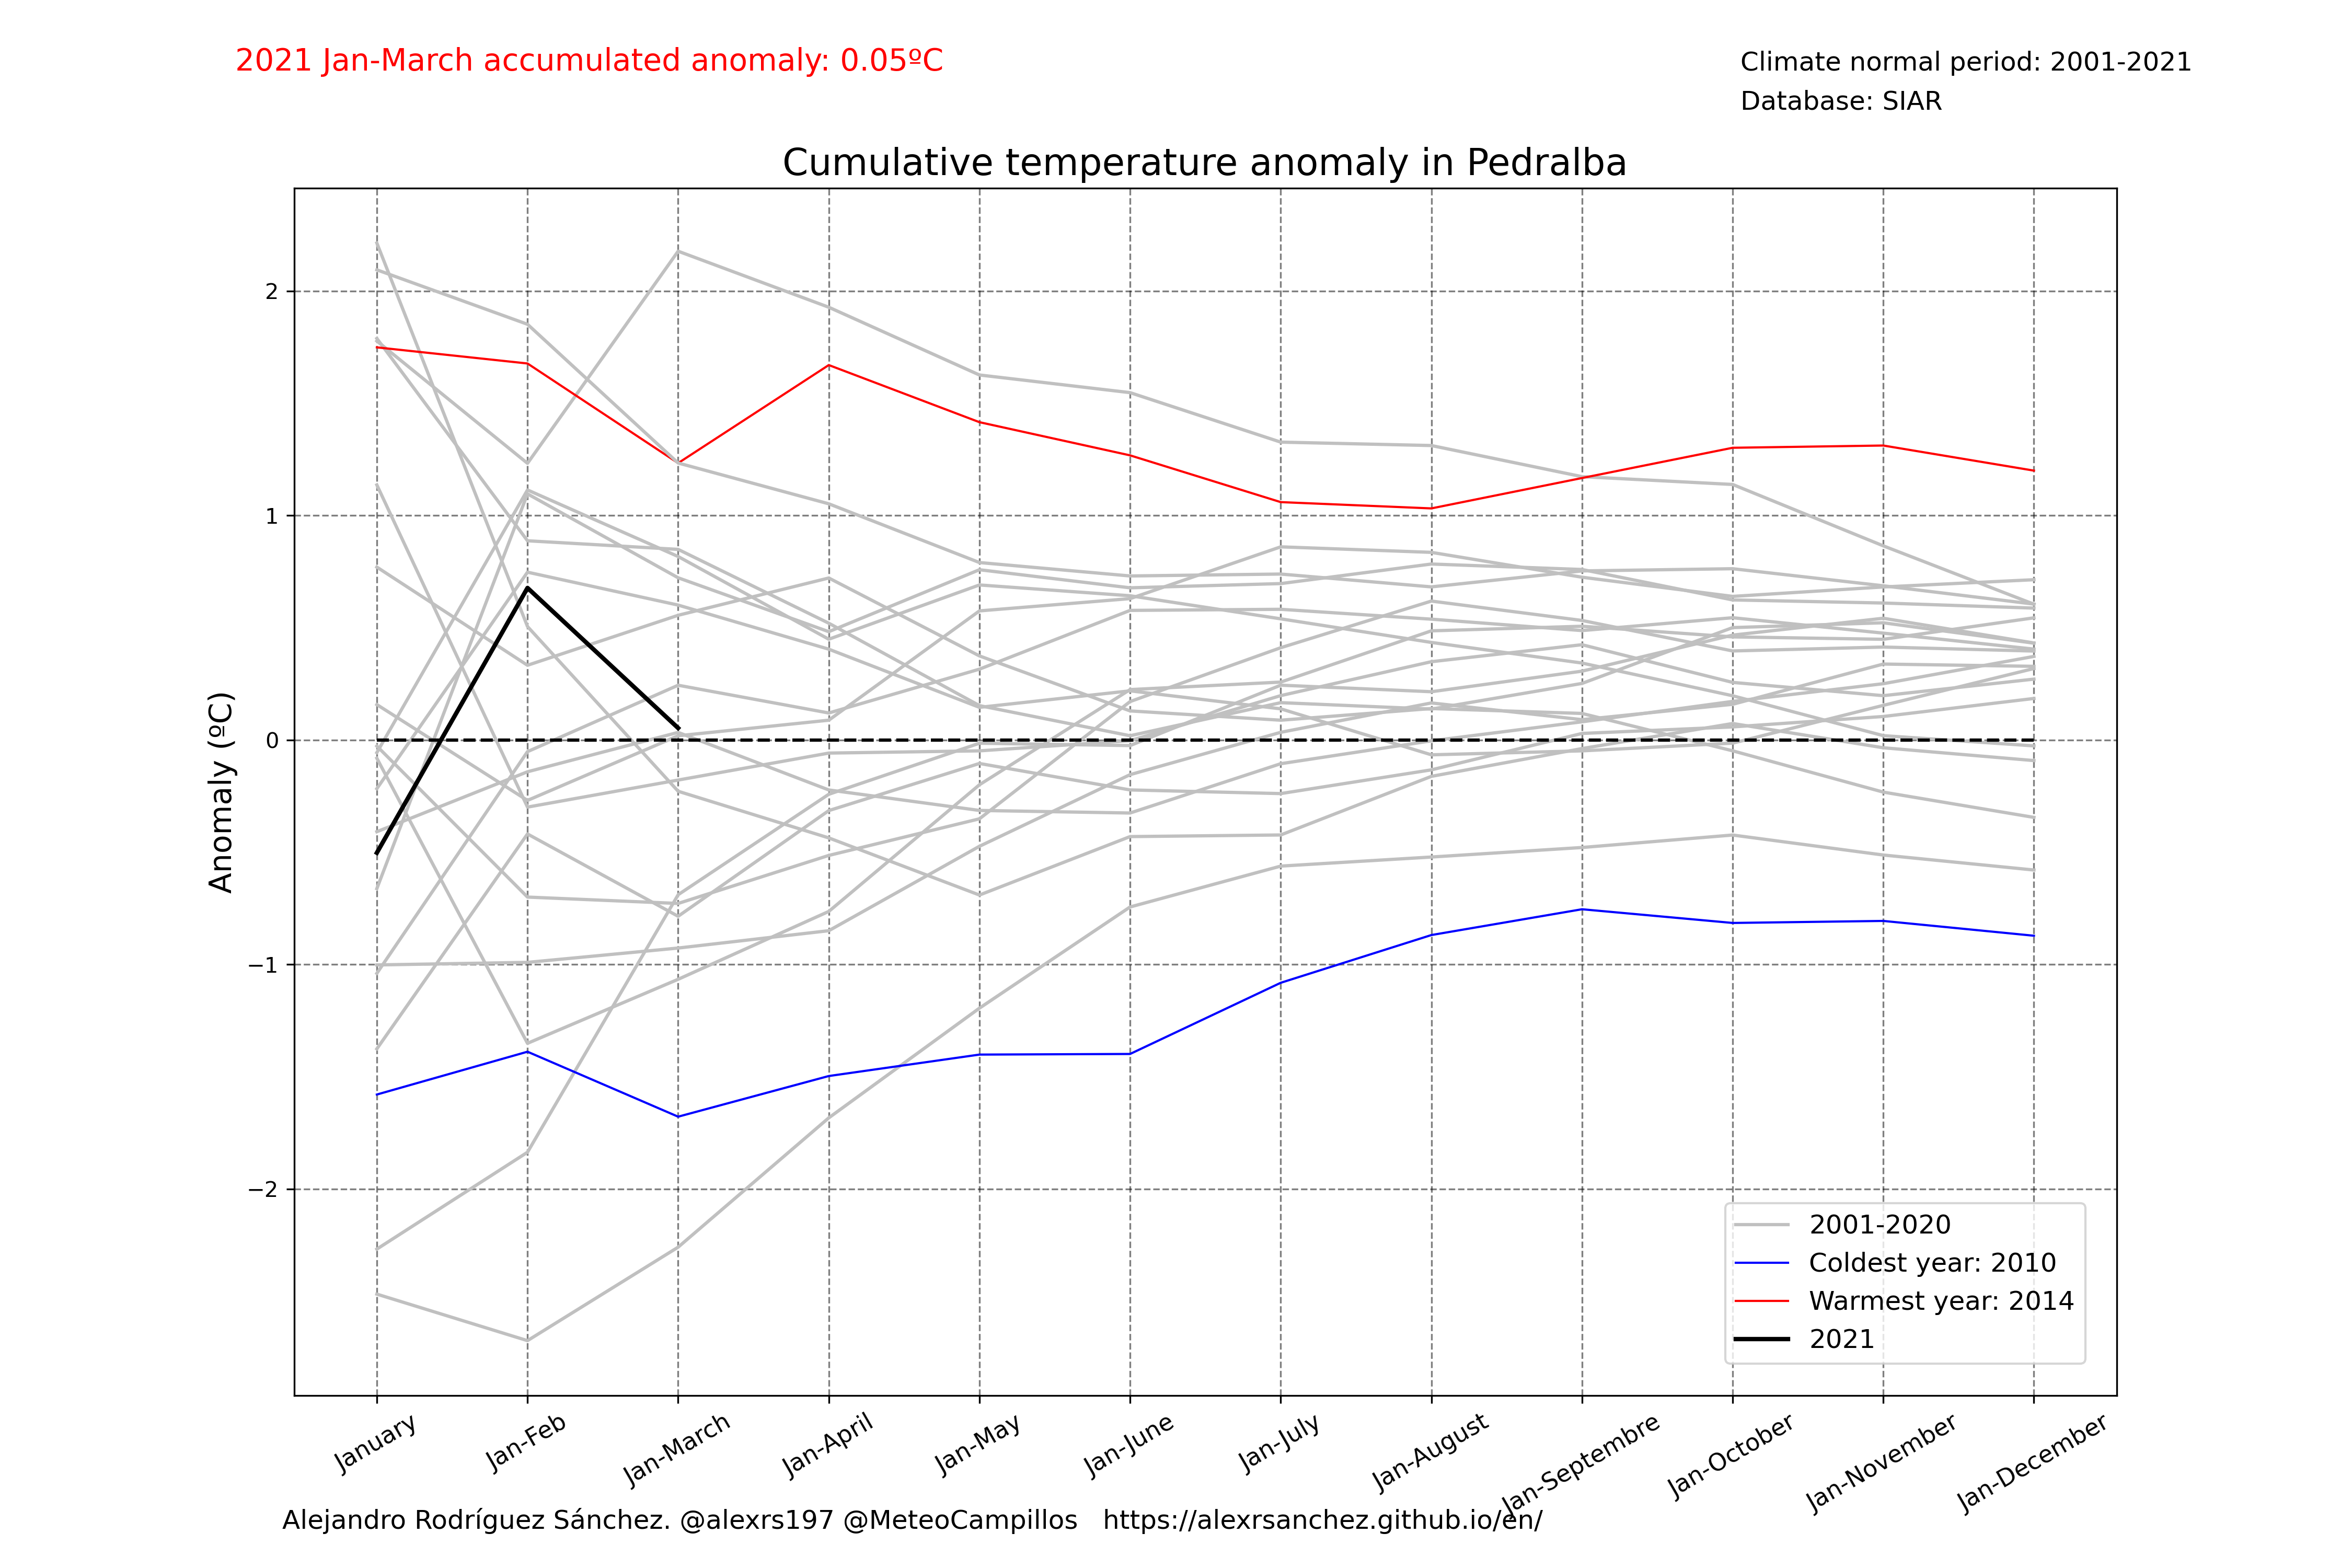 2021 Jan-March accumulated anomaly: 0.05ºC
Climate normal period: 2001-2021
Database: SIAR
Cumulative temperature anomaly in Pedralba
Anomaly (ºC)
2
1
0
−1
−2
2001-2020
Coldest year: 2010
Warmest year: 2014
2021
January
Jan-Feb
Jan-March
Jan-April
Jan-May
Jan-June
Jan-July
Jan-August
Jan-Septembre
Jan-October
Jan-November
Jan-December
Alejandro Rodríguez Sánchez. @alexrs197 @MeteoCampillos   https://alexrsanchez.github.io/en/